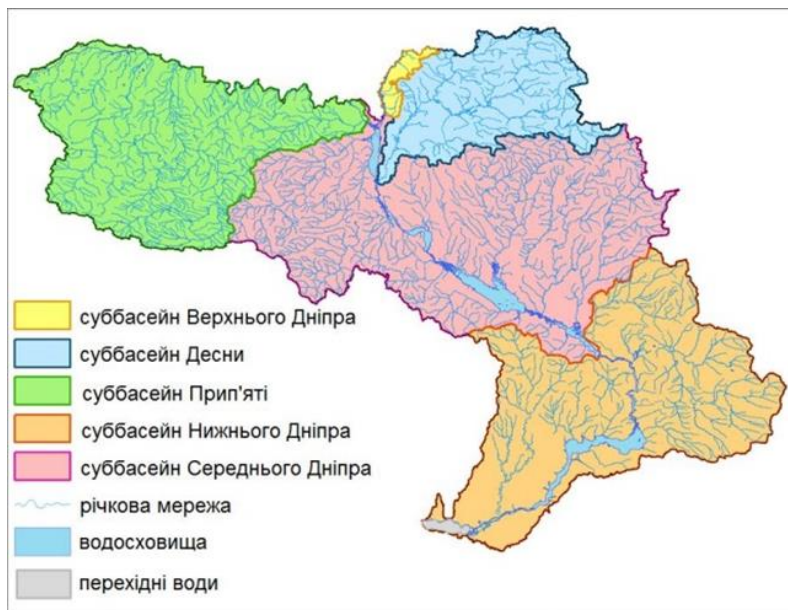 суббасейн Верхнього Дніпра
суббасейн Десни
суббасейн Прип'яті
суббасейн Нижнього Дніпра
суббасейн Середнього Дніпра
річкова мережа
водосховища
перехідні води